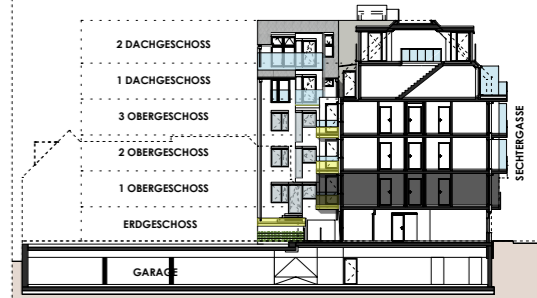 2 DACHGESCHOSS
1 DACHGESCHOSS
3 OBERGESCHOSS
2 OBERGESCHOSS
1 OBERGESCHOSS
ERDGESCHOSS
GARAGE
SECHTERGASSE